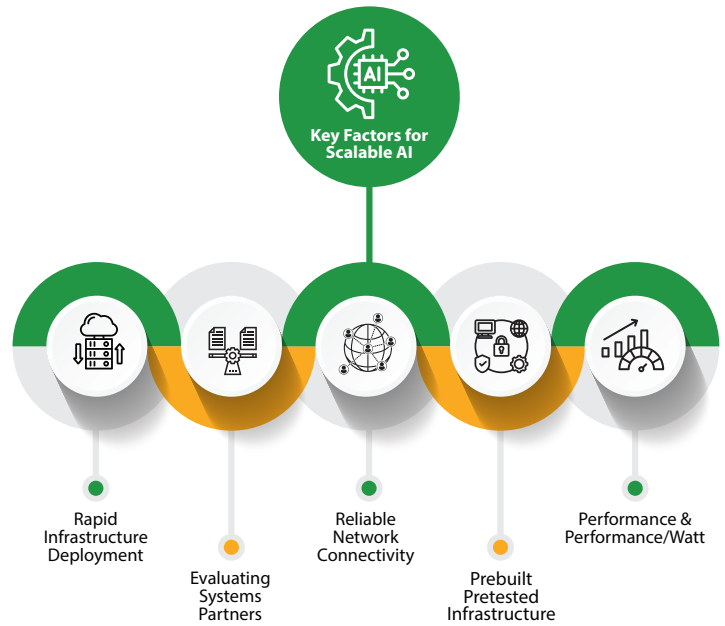 AI
Key Factors for
Scalable AI
Rapid
Infrastructure
Deployment
Evaluating
Systems
Partners
Reliable
Network
Connectivity
Prebuilt
Pretested
Infrastructure
Performance &
Performance/Watt